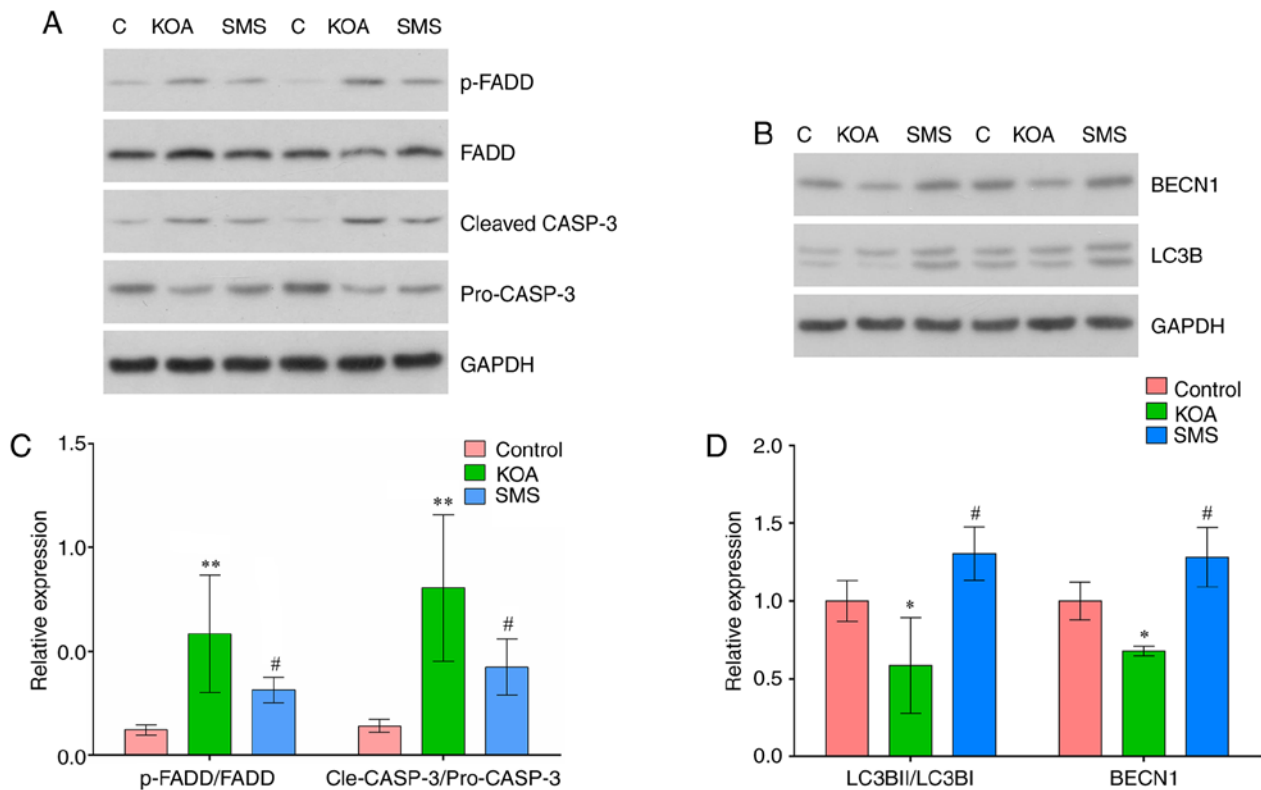 A
C KOA SMS C KOA SMS
p-FADD
FADD
Cleaved CASP-3
Pro-CASP-3
GAPDH
B
C KOA SMS C KOA SMS
BECN1
LC3B
GAPDH
C
Relative expression
1.5
1.0
0.0
0.0
Control
KOA
SMS
**
#
**
#
p-FADD/FADD
Cle-CASP-3/Pro-CASP-3
D
Relative expression
2.0
1.5
1.0
0.5
0.0
Control
KOA
SMS
*
#
*
#
LC3BII/LC3BI
BECN1